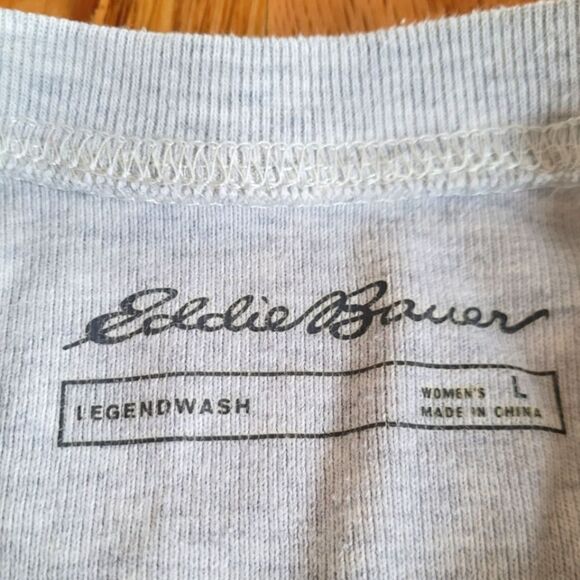 Eddie Bauer
LEGENDWASH
WOMEN'S L
MADE IN CHINA